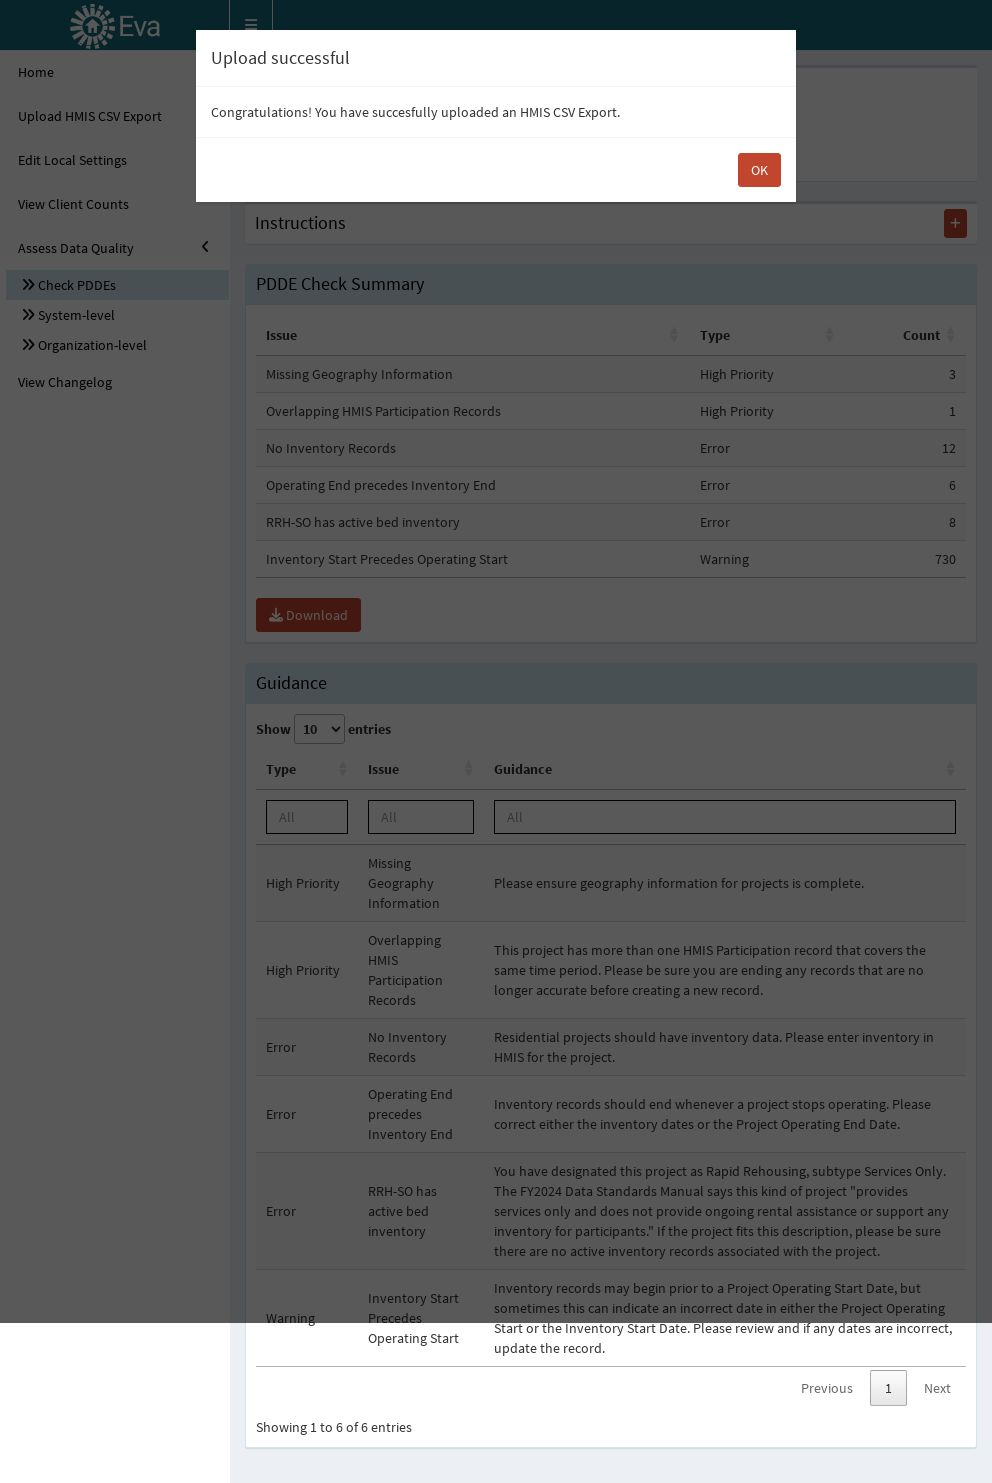 Eva
Upload successful
Congratulations! You have succesfully uploaded an HMIS CSV Export.
OK
Home
Upload HMIS CSV Export
Edit Local Settings
View Client Counts
Assess Data Quality
Check PDDEs
System-level
Organization-level
View Changelog
Instructions
PDDE Check Summary
Issue Type Count
Missing Geography Information High Priority 3
Overlapping HMIS Participation Records High Priority 1
No Inventory Records Error 12
Operating End precedes Inventory End Error 6
RRH-SO has active bed inventory Error 8
Inventory Start Precedes Operating Start Warning 730
Download
Guidance
Show 10 entries
Type Issue Guidance
All All All
High Priority
Missing
Geography
Information
Please ensure geography information for projects is complete.
High Priority
Overlapping
HMIS
Participation
Records
This project has more than one HMIS Participation record that covers the
same time period. Please be sure you are ending any records that are no
longer accurate before creating a new record.
Error
No Inventory
Records
Residential projects should have inventory data. Please enter inventory in
HMIS for the project.
Error
Operating End
precedes
Inventory End
Inventory records should end whenever a project stops operating. Please
correct either the inventory dates or the Project Operating End Date.
Error
RRH-SO has
active bed
inventory
You have designated this project as Rapid Rehousing, subtype Services Only.
The FY2024 Data Standards Manual says this kind of project "provides
services only and does not provide ongoing rental assistance or support any
inventory for participants." If the project fits this description, please be sure
there are no active inventory records associated with the project.
Warning
Inventory Start
Precedes
Operating Start
Inventory records may begin prior to a Project Operating Start Date, but
sometimes this can indicate an incorrect date in either the Project Operating
Start or the Inventory Start Date. Please review and if any dates are incorrect,
update the record.
Previous 1 Next
Showing 1 to 6 of 6 entries